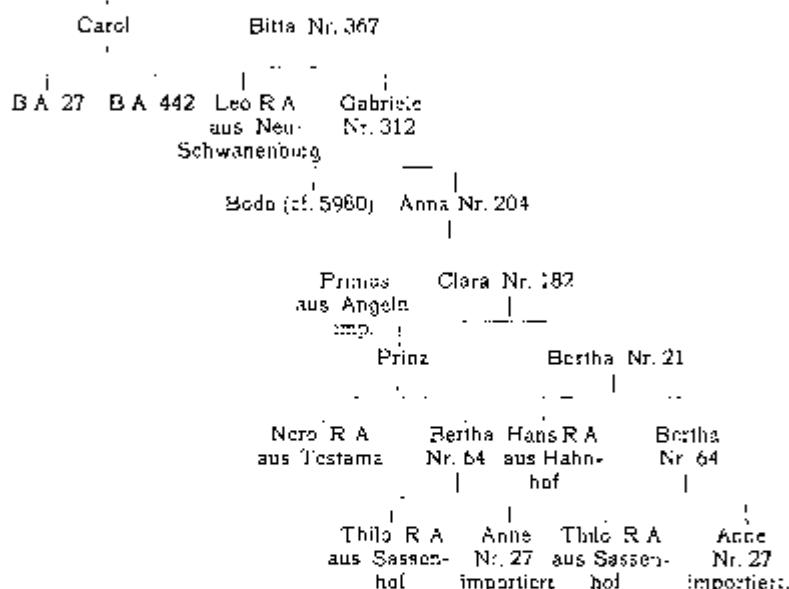 Carol Bitta Nr. 367
B A 27 B A 442 Leo R A Gabriele
aus Neu- Nr. 312
Schwanenburg
Bodo (cf. 5980) Anna Nr. 204
Primus Clara Nr. 182
aus Angeln
imp.
Prinz Bertha Nr. 21
Nero R A Bertha Hans R A Bertha
aus Testama Nr. 64 aus Hahn- Nr. 64
hof
Thilo R A Anne Thilo R A Anne
aus Sassen- Nr. 27 aus Sassen- Nr. 27
hof importiert hof importiert.